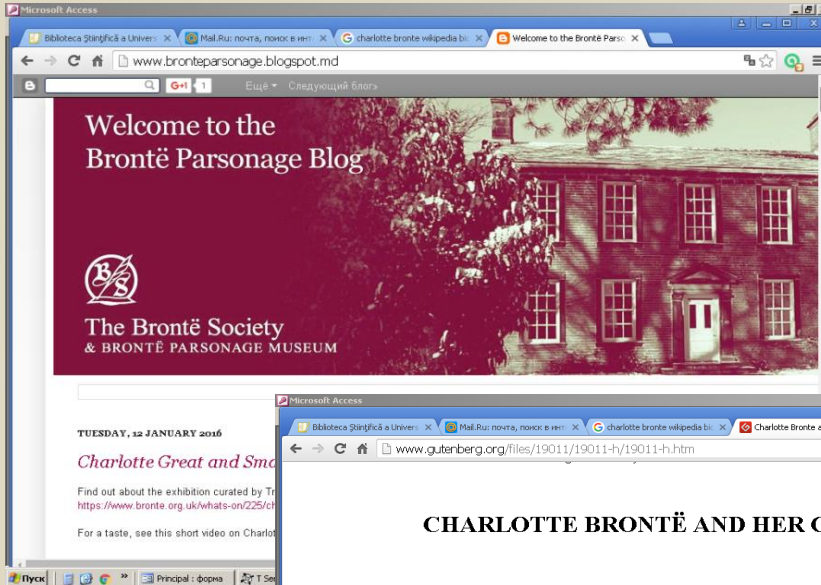 Microsoft Access
Biblioteca Științifică a Univers
Mail.Ru: почта, поиск в инт
charlotte bronte wikipedia bi
Welcome to the Brontë Parso
www.bronteparsonage.blogspot.md
G+1 1 Ещё Следующий блог»
Welcome to the
Brontë Parsonage Blog
B/S
The Brontë Society
& BRONTË PARSONAGE MUSEUM
TUESDAY, 12 JANUARY 2016
Charlotte Great and Sma
Find out about the exhibition curated by Tr
https://www.bronte.org.uk/whats-on/225/ch
For a taste, see this short video on Charlot
Пуск Principal : форма T Ser
Microsoft Access
Biblioteca Științifică a Univers
Mail.Ru: почта, поиск в инт
charlotte bronte wikipedia bi
Charlotte Bronte a
www.gutenberg.org/files/19011/19011-h/19011-h.htm
CHARLOTTE BRONTË AND HER C